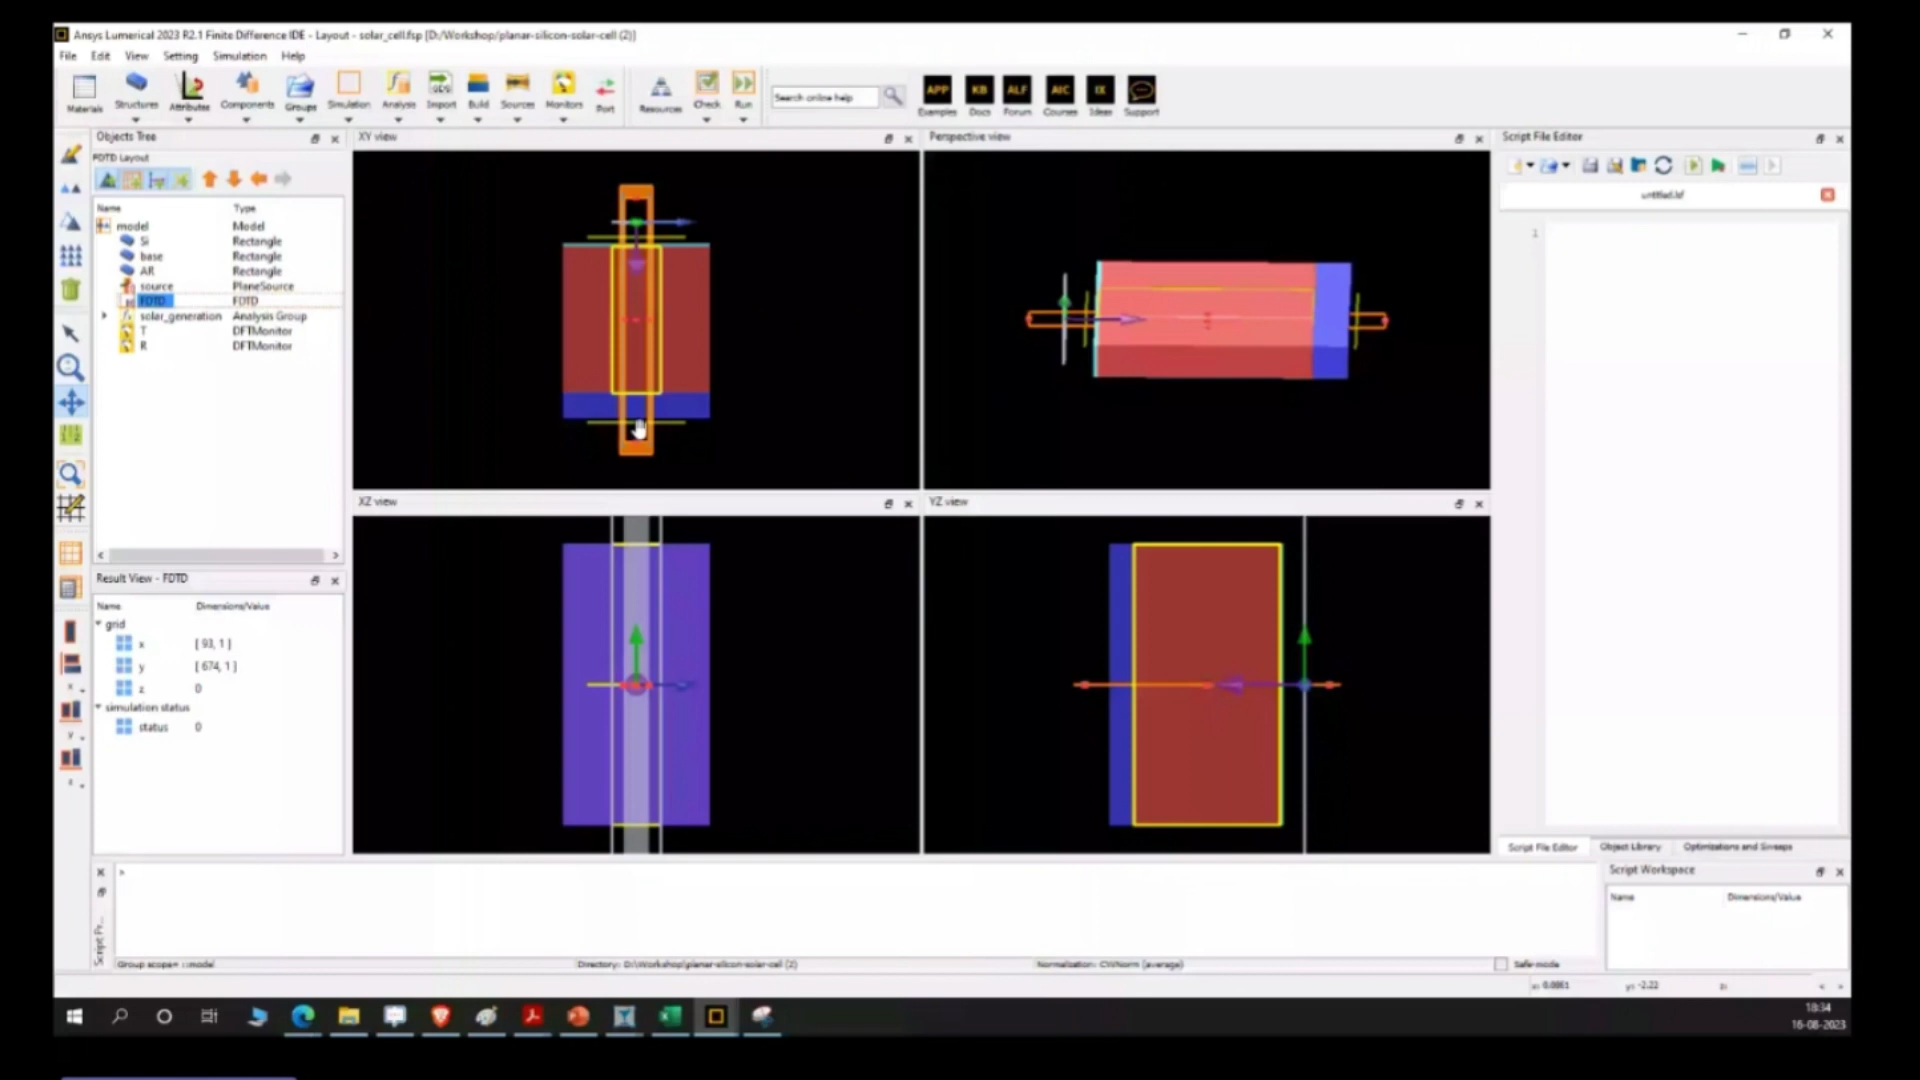 Ansys Lumerical 2023 R2.1 Finite Difference IDE - Layout - solar_cell.fsp [D:/Workshop/planar-silicon-solar-cell (2)]
File Edit View Setting Simulation Help
Materials Structures Attributes Components Groups Simulation Analysis Import Build Sources Monitors Port Resources Check Run Search online help
APP KB ALF AIC IX
Examples Docs Forum Courses Ideas Support
Objects Tree
FDTD Layout
Name Type
model Model
Si Rectangle
base Rectangle
AR Rectangle
source PlaneSource
FDTD FDTD
solar_generation Analysis Group
T DFTMonitor
R DFTMonitor
Result View - FDTD
Name Dimensions/Value
grid
x [ 93, 1 ]
y [ 674, 1 ]
z 0
simulation status
status 0
XY view
Perspective view
XZ view
YZ view
Script File Editor
untitled.lsf
1
Script File Editor Object Library Optimizations and Sweeps
Script Workspace
Name Dimensions/Value
>
Script Pr...
Group scope= ::model Directory: D:\Workshop\planar-silicon-solar-cell (2) Normalization: CWNorm (average) Safe-mode
y: -2.22
18:34
16-08-2023